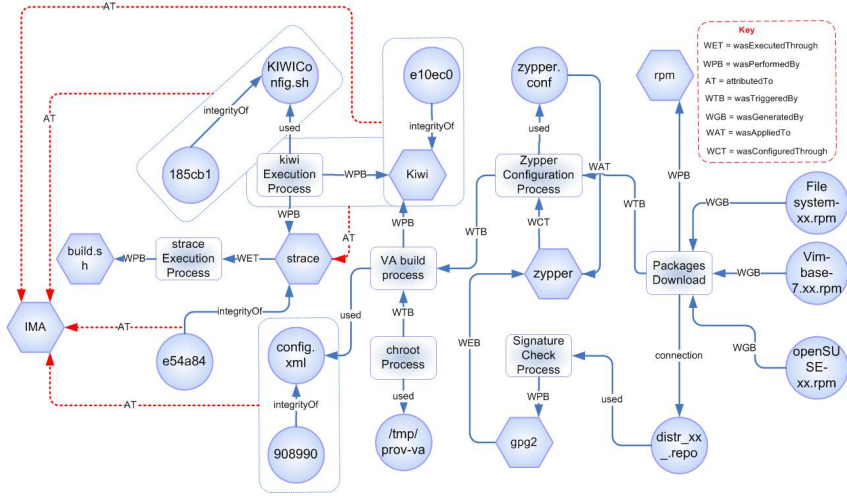 AT
KIWICo
nfig.sh
e10ec0
zypper.
conf
rpm
Key
WET = wasExecutedThrough
WPB = wasPerformedBy
AT = attributedTo
WTB = wasTriggeredBy
WGB = wasGeneratedBy
WAT = wasAppliedTo
WCT = wasConfiguredThrough
integrityOf
used
integrityOf
used
AT
185cb1
kiwi
Execution
Process
WPB
Kiwi
Zypper
Configuration
Process
WAT
WPB
File
system-
xx.rpm
WGB
WTB
WPB
WPB
WTB
WCT
AT
build.s
h
WPB
strace
Execution
Process
WET
strace
VA build
process
zypper
Packages
Download
WGB
Vim-
base-
7.xx.rpm
integrityOf
used
WTB
WEB
IMA
AT
e54a84
config.
xml
chroot
Process
Signature
Check
Process
connection
WGB
openSU
SE-
xx.rpm
AT
integrityOf
used
WPB
used
908990
/tmp/
prov-va
gpg2
distr_xx
_.repo